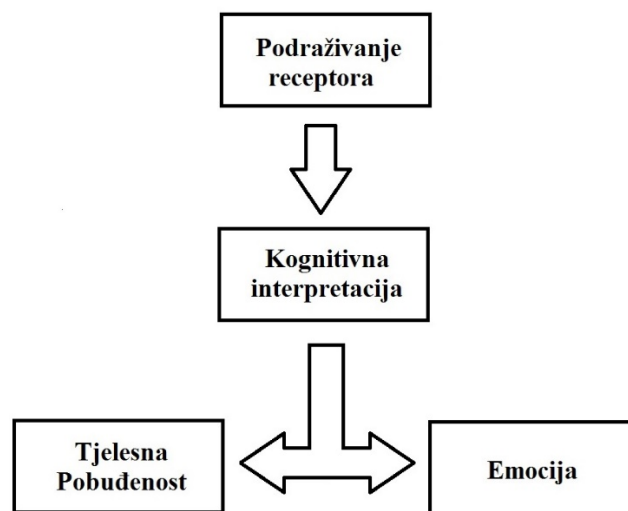 Podraživanje
receptora
Kognitivna
interpretacija
Tjelesna
Pobuđenost
Emocija